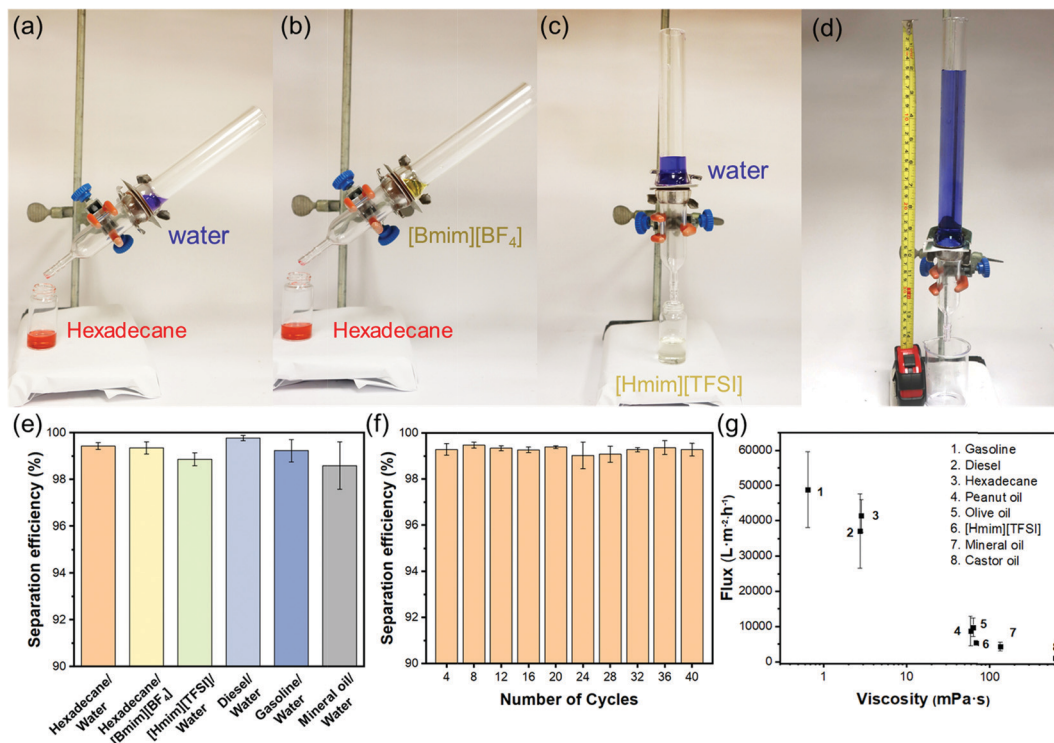 (a)
(b)
(c)
(d)
water
[Bmim][BF4]
water
Hexadecane
Hexadecane
[Hmim][TFSI]
(e)
(f)
(g)
Separation efficiency (%)
100
98
96
94
92
90
Hexadecane/
Water
Hexadecane/
[Bmim][BF4]
[Hmim][TFSI]/
Water
Diesel/
Water
Gasoline/
Water
Mineral oil/
Water
Separation efficiency (%)
100
99
98
97
96
95
94
93
92
91
90
4 8 12 16 20 24 28 32 36 40
Number of Cycles
Flux (L·m-2·h-1)
60000
50000
40000
30000
20000
10000
0
1
2
3
4
5
6
7
1. Gasoline
2. Diesel
3. Hexadecane
4. Peanut oil
5. Olive oil
6. [Hmim][TFSI]
7. Mineral oil
8. Castor oil
1 10 100
Viscosity (mPa·s)